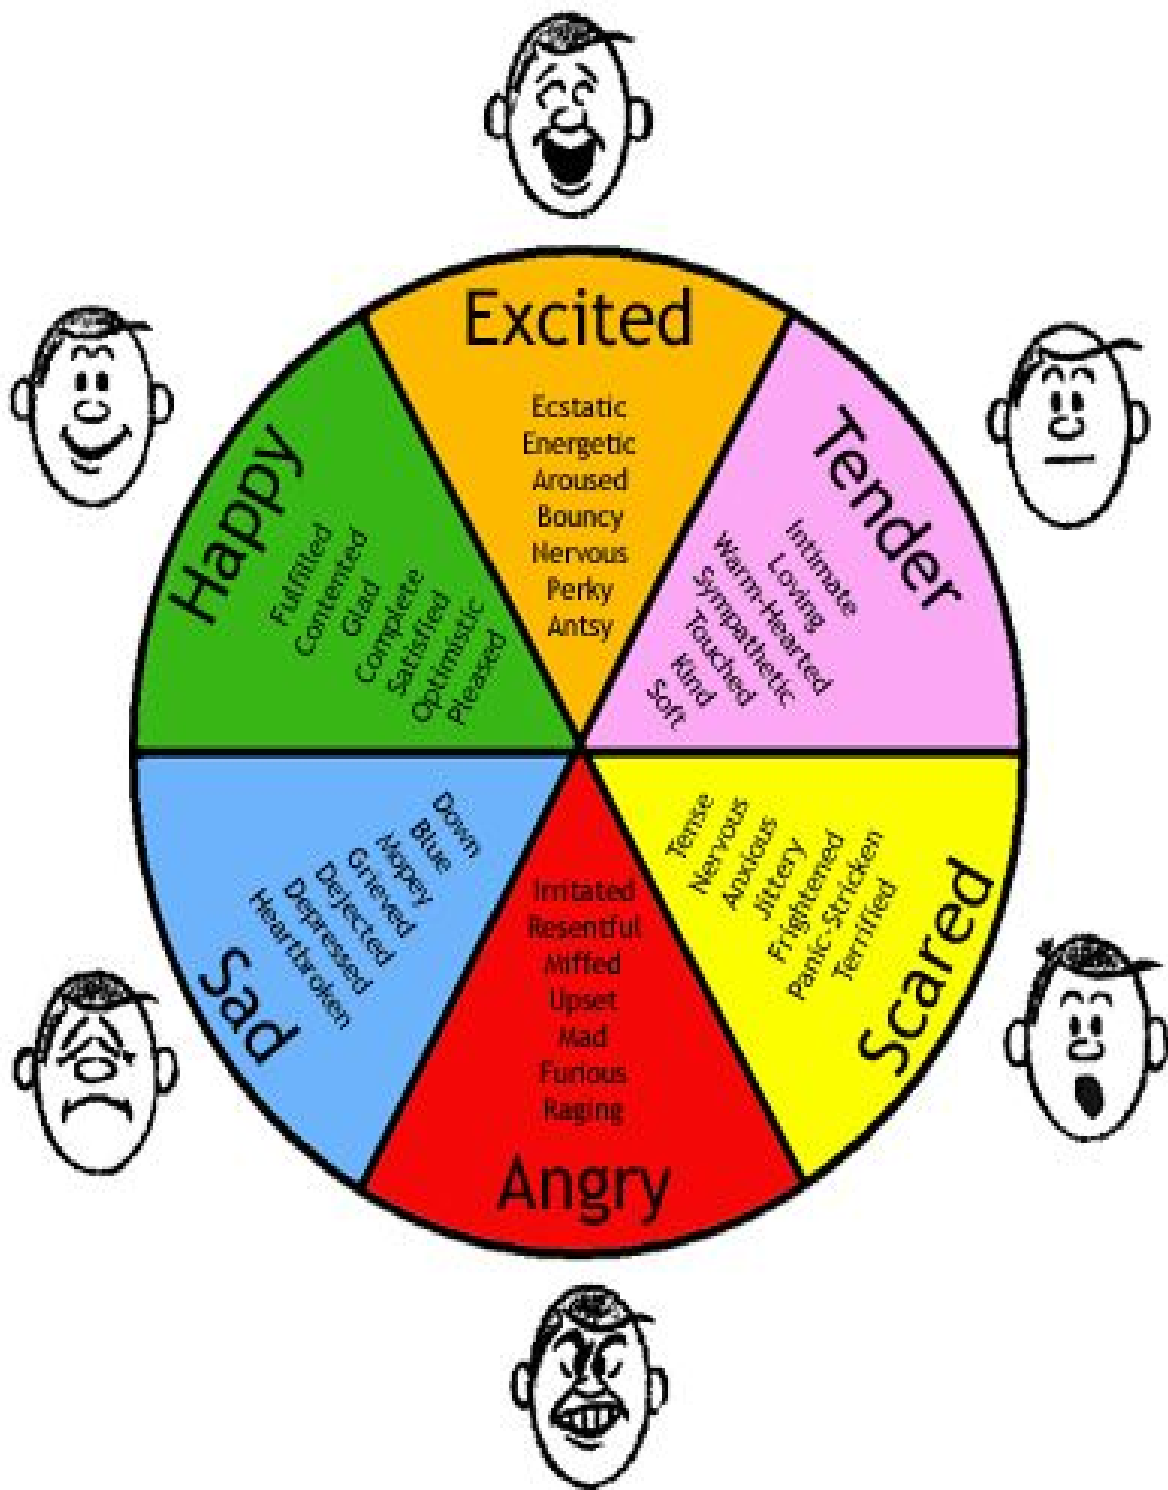 Excited
Ecstatic
Energetic
Aroused
Bouncy
Nervous
Perky
Antsy
Tender
Intimate
Loving
Warm-Hearted
Sympathetic
Touched
Kind
Soft
Scared
Tense
Nervous
Anxious
Jittery
Frightened
Panic-Stricken
Terrified
Irritated
Resentful
Miffed
Upset
Mad
Furious
Raging
Angry
Down
Blue
Mopey
Grieved
Dejected
Depressed
Heartbroken
Sad
Happy
Fulfilled
Contented
Glad
Complete
Satisfied
Optimistic
Pleased